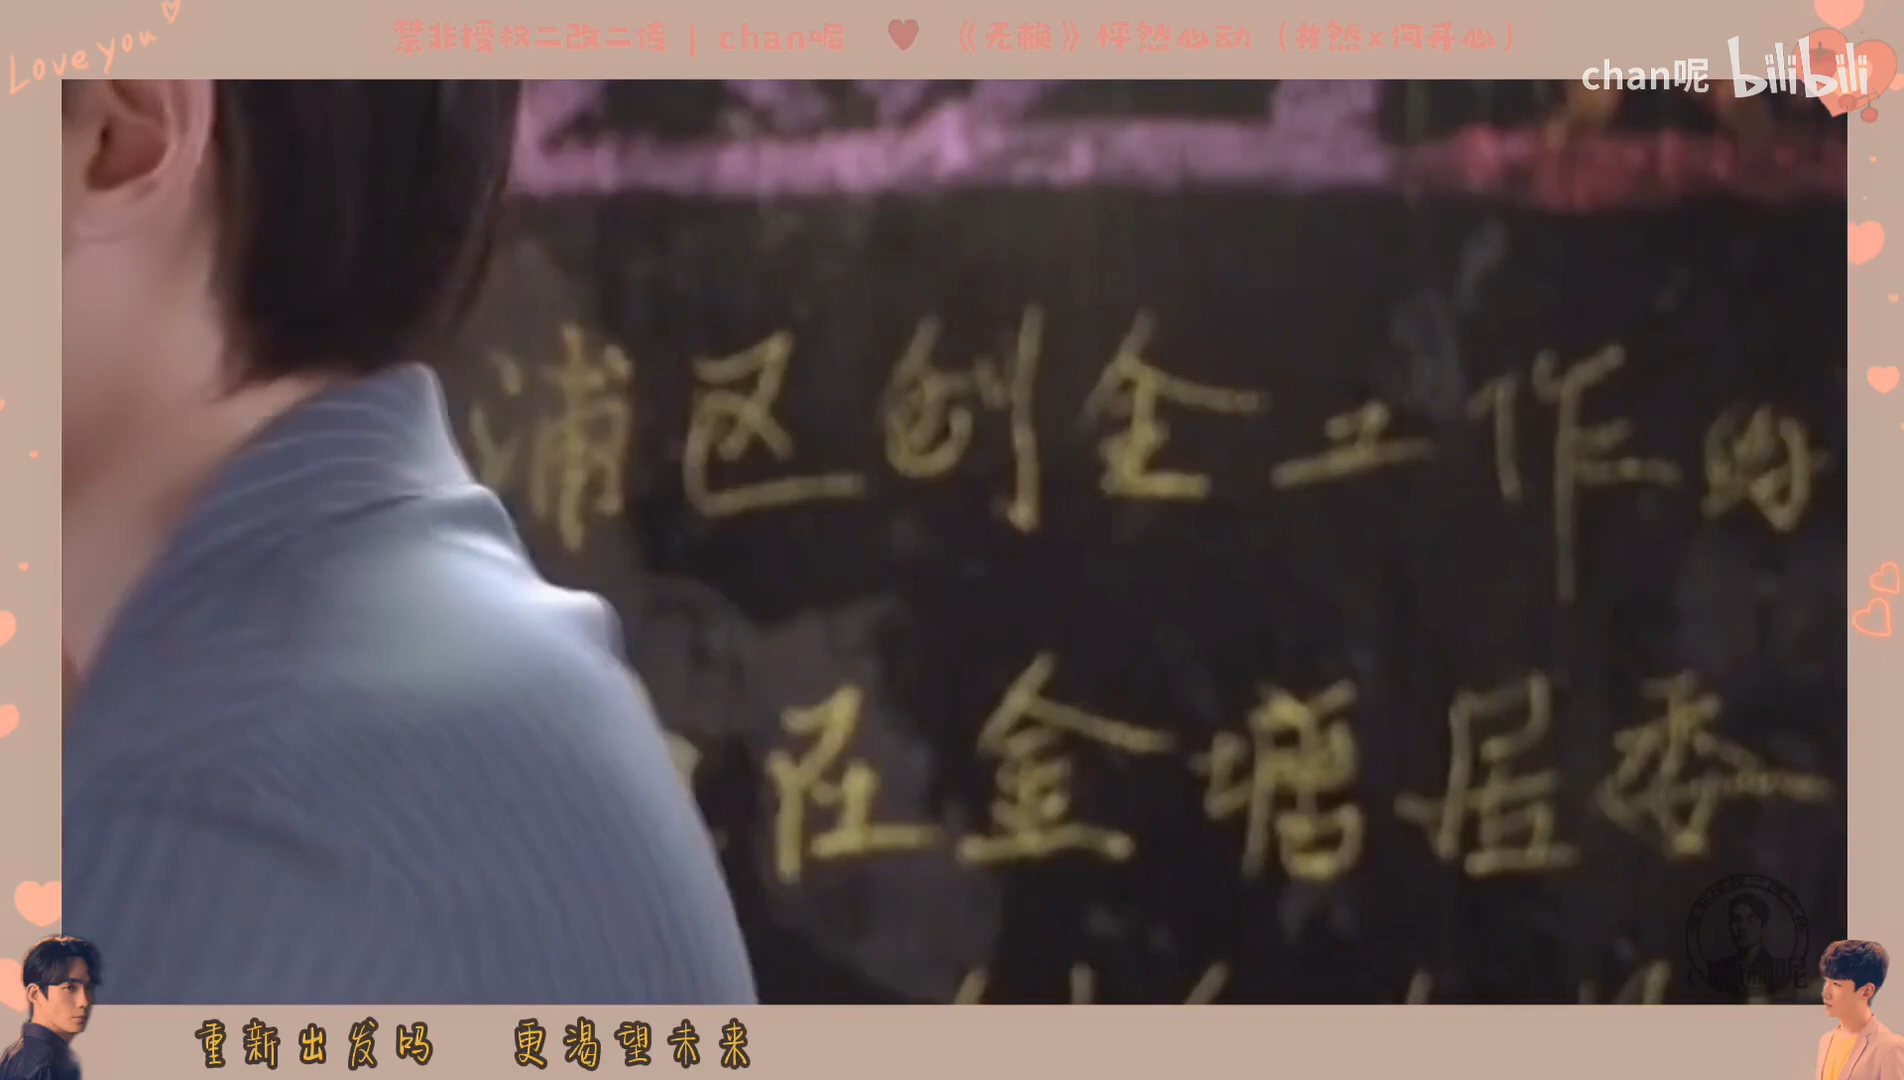 Love you
禁非授权二改二传 | chan呢 ♥ 《无赖》怦然心动（井然x何开心）
chan呢 bilibili
浦区创全工作的
在金塘居委
重新出发吗 更渴望未来